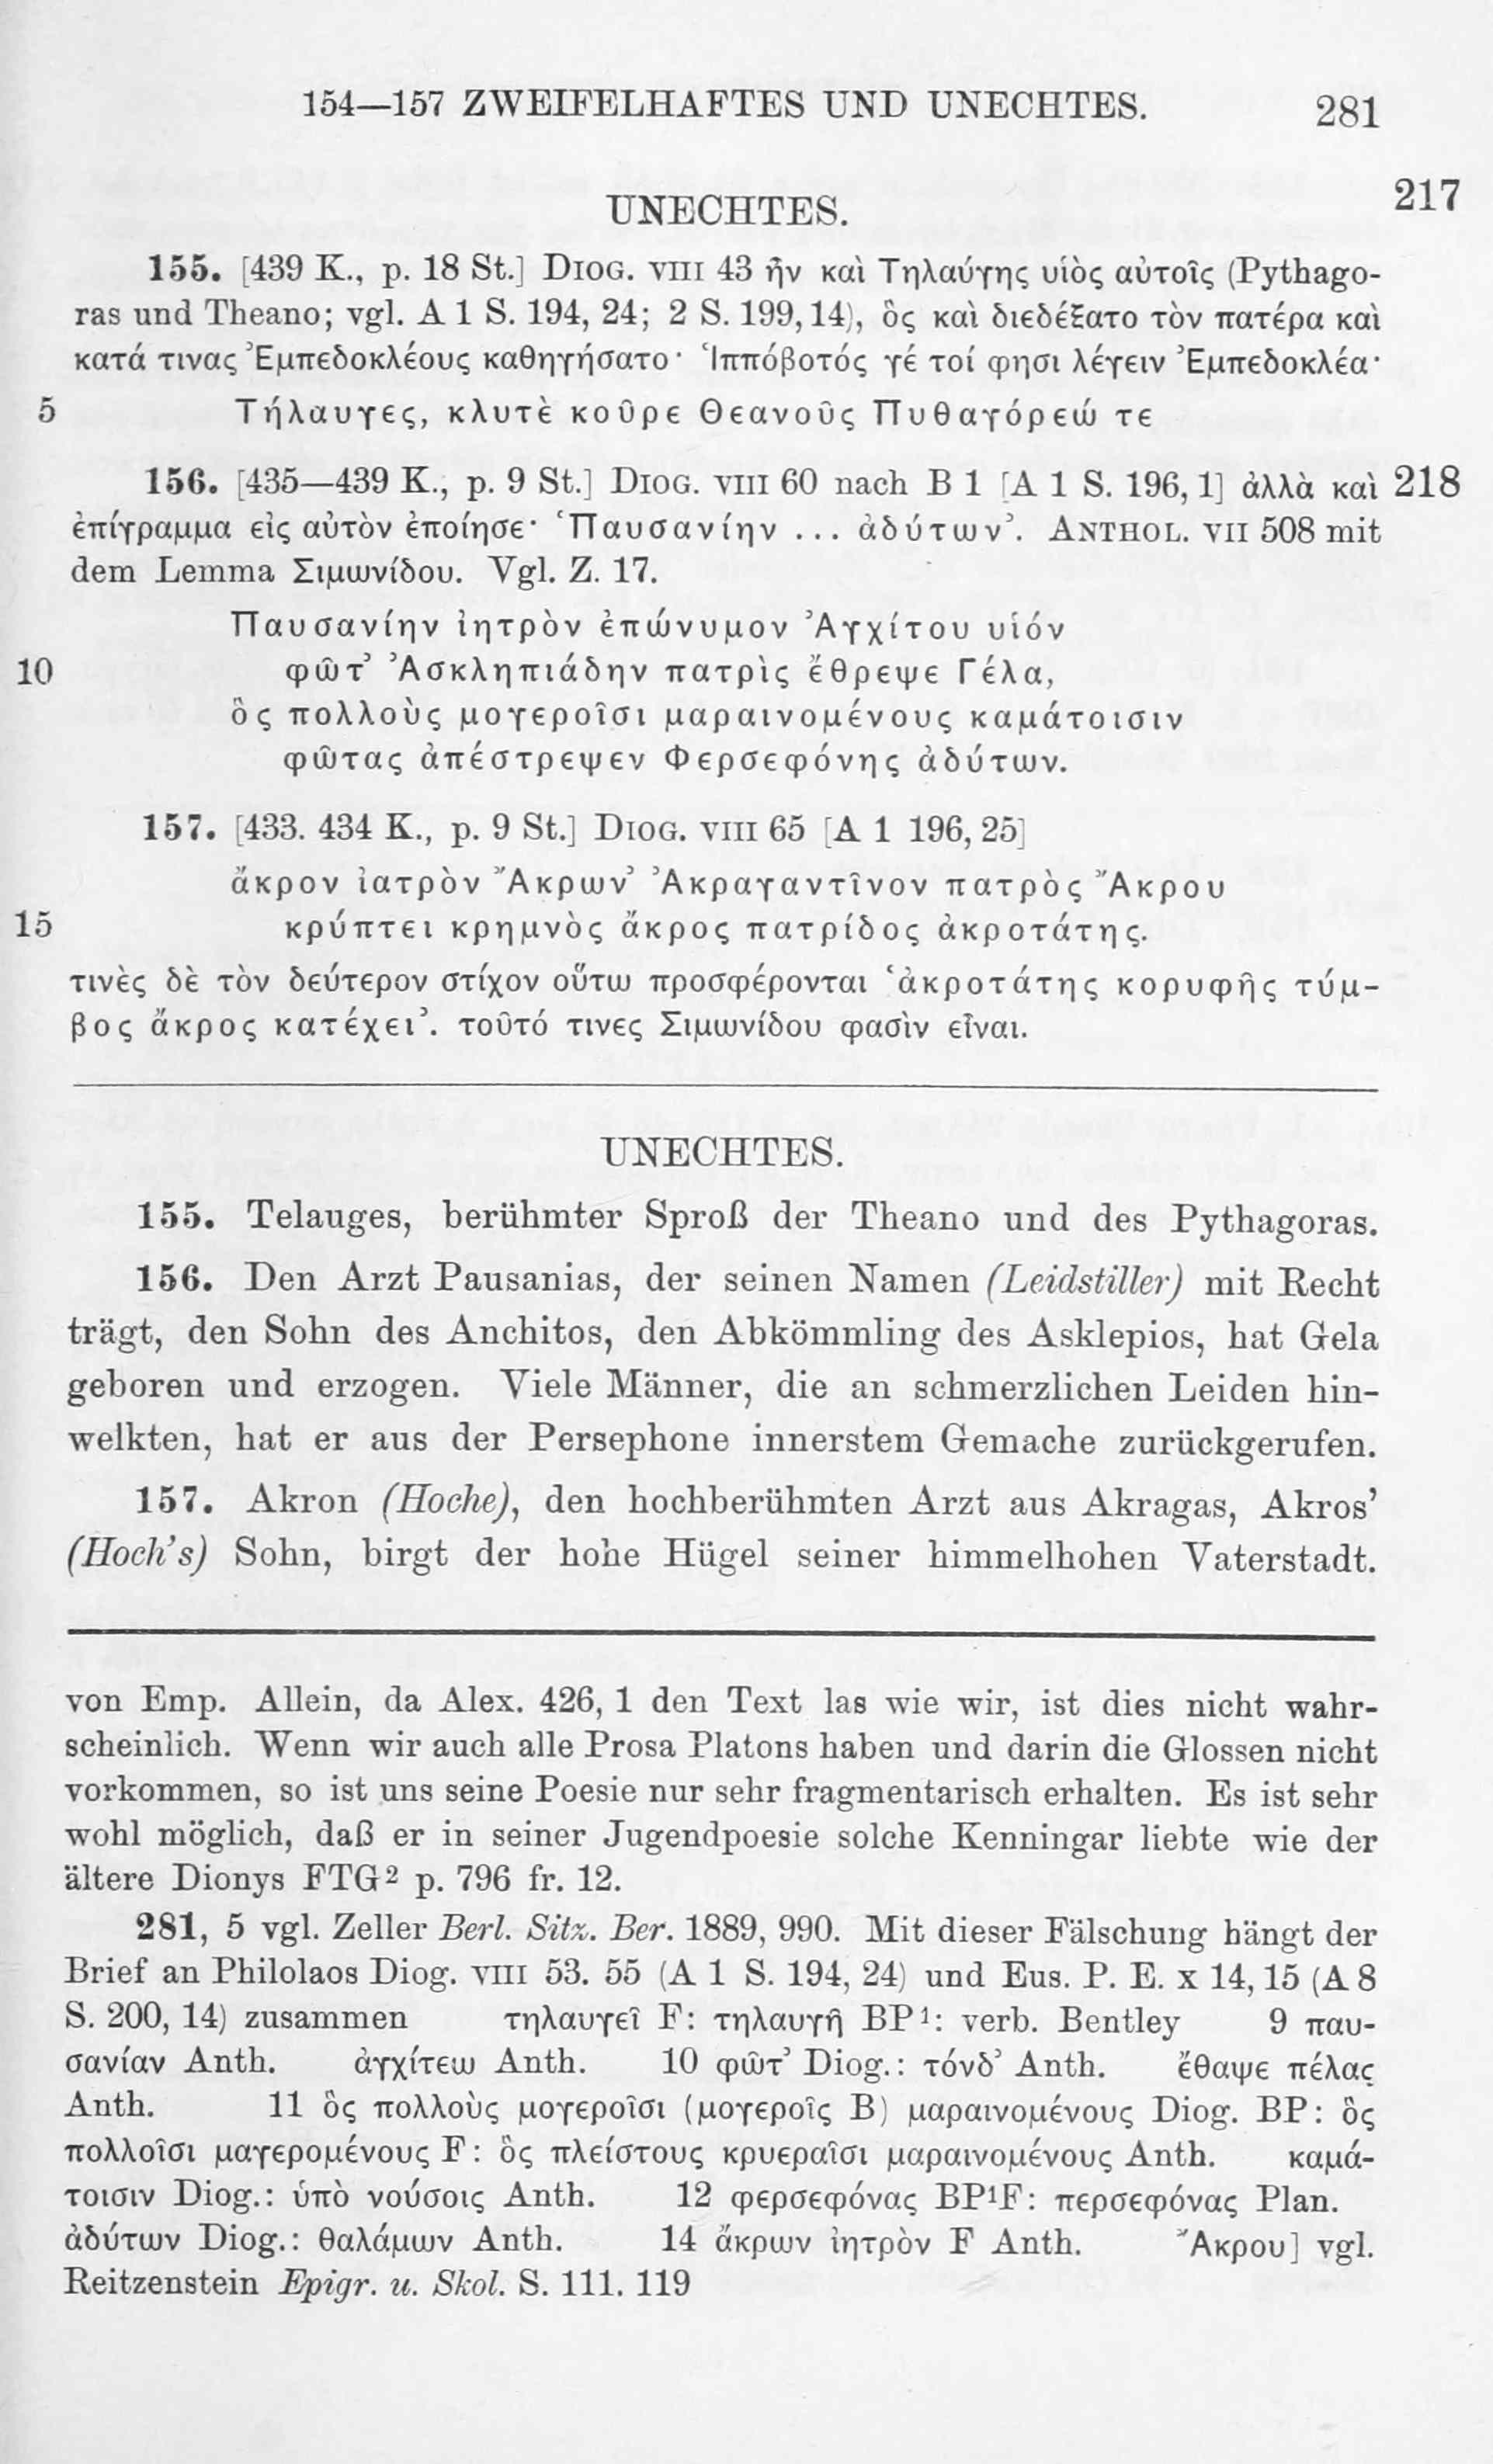 154—157 ZWEIFELHAFTES UND UNECHTES. 281
UNECHTES. 217
155. [439 K., p. 18 St.] Diog. viii 43 ἦν καὶ Τηλαύγης υἱὸς αὐτοῖς (Pythago-
ras und Theano; vgl. A 1 S. 194, 24; 2 S. 199, 14), ὃς καὶ διεδέξατο τὸν πατέρα καὶ
κατά τινας Ἐμπεδοκλέους καθηγήσατο· Ἱππόβοτός γέ τοί φησι λέγειν Ἐμπεδοκλέα·
5 Τήλαυγες, κλυτὲ κοῦρε Θεανοῦς Πυθαγόρεώ τε
156. [435—439 K., p. 9 St.] Diog. viii 60 nach B 1 [A 1 S. 196, 1] ἀλλὰ καὶ 218
ἐπίγραμμα εἰς αὐτὸν ἐποίησε· ‘Παυσανίην ... ἀδύτων’. Anthol. vii 508 mit
dem Lemma Σιμωνίδου. Vgl. Z. 17.
Παυσανίην ἰητρὸν ἐπώνυμον Ἀγχίτου υἱόν
10 φῶτ’ Ἀσκληπιάδην πατρὶς ἔθρεψε Γέλα,
ὃς πολλοὺς μογεροῖσι μαραινομένους καμάτοισιν
φῶτας ἀπέστρεψεν Φερσεφόνης ἀδύτων.
157. [433. 434 K., p. 9 St.] Diog. viii 65 [A 1 196, 25]
ἄκρον ἰατρὸν Ἄκρων’ Ἀκραγαντῖνον πατρὸς Ἄκρου
15 κρύπτει κρημνὸς ἄκρος πατρίδος ἀκροτάτης.
τινὲς δὲ τὸν δεύτερον στίχον οὕτω προσφέρονται ‘ἀκροτάτης κορυφῆς τύμ-
βος ἄκρος κατέχει’. τοῦτό τινες Σιμωνίδου φασὶν εἶναι.
UNECHTES.
155. Telauges, berühmter Sproß der Theano und des Pythagoras.
156. Den Arzt Pausanias, der seinen Namen (Leidstiller) mit Recht
trägt, den Sohn des Anchitos, den Abkömmling des Asklepios, hat Gela
geboren und erzogen. Viele Männer, die an schmerzlichen Leiden hin-
welkten, hat er aus der Persephone innerstem Gemache zurückgerufen.
157. Akron (Hoche), den hochberühmten Arzt aus Akragas, Akros’
(Hoch’s) Sohn, birgt der hohe Hügel seiner himmelhohen Vaterstadt.
von Emp. Allein, da Alex. 426, 1 den Text las wie wir, ist dies nicht wahr-
scheinlich. Wenn wir auch alle Prosa Platons haben und darin die Glossen nicht
vorkommen, so ist uns seine Poesie nur sehr fragmentarisch erhalten. Es ist sehr
wohl möglich, daß er in seiner Jugendpoesie solche Kenningar liebte wie der
ältere Dionys FTG² p. 796 fr. 12.
281, 5 vgl. Zeller Berl. Sitz. Ber. 1889, 990. Mit dieser Fälschung hängt der
Brief an Philolaos Diog. viii 53. 55 (A 1 S. 194, 24) und Eus. P. E. x 14, 15 (A 8
S. 200, 14) zusammen τηλαυγεῖ F: τηλαυγῆ BP¹: verb. Bentley 9 παυ-
σανίαν Anth. ἀγχίτεω Anth. 10 φῶτ’ Diog.: τόνδ’ Anth. ἔθαψε πέλας
Anth. 11 ὃς πολλοὺς μογεροῖσι (μογεροῖς B) μαραινομένους Diog. BP: ὃς
πολλοῖσι μαγερομένους F: ὃς πλείστους κρυεραῖσι μαραινομένους Anth. καμά-
τοισιν Diog.: ὑπὸ νούσοις Anth. 12 φερσεφόνας BP¹F: περσεφόνας Plan.
ἀδύτων Diog.: θαλάμων Anth. 14 ἄκρων ἰητρὸν F Anth. Ἄκρου] vgl.
Reitzenstein Epigr. u. Skol. S. 111. 119